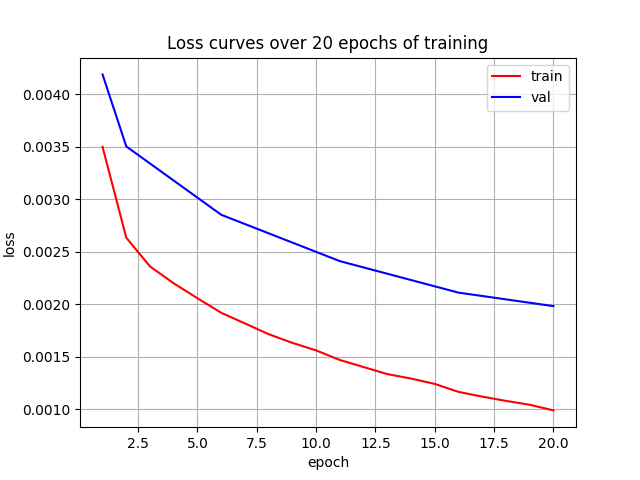 Loss curves over 20 epochs of training
train
val
0.0040
0.0035
0.0030
0.0025
0.0020
0.0015
0.0010
loss
2.5 5.0 7.5 10.0 12.5 15.0 17.5 20.0
epoch